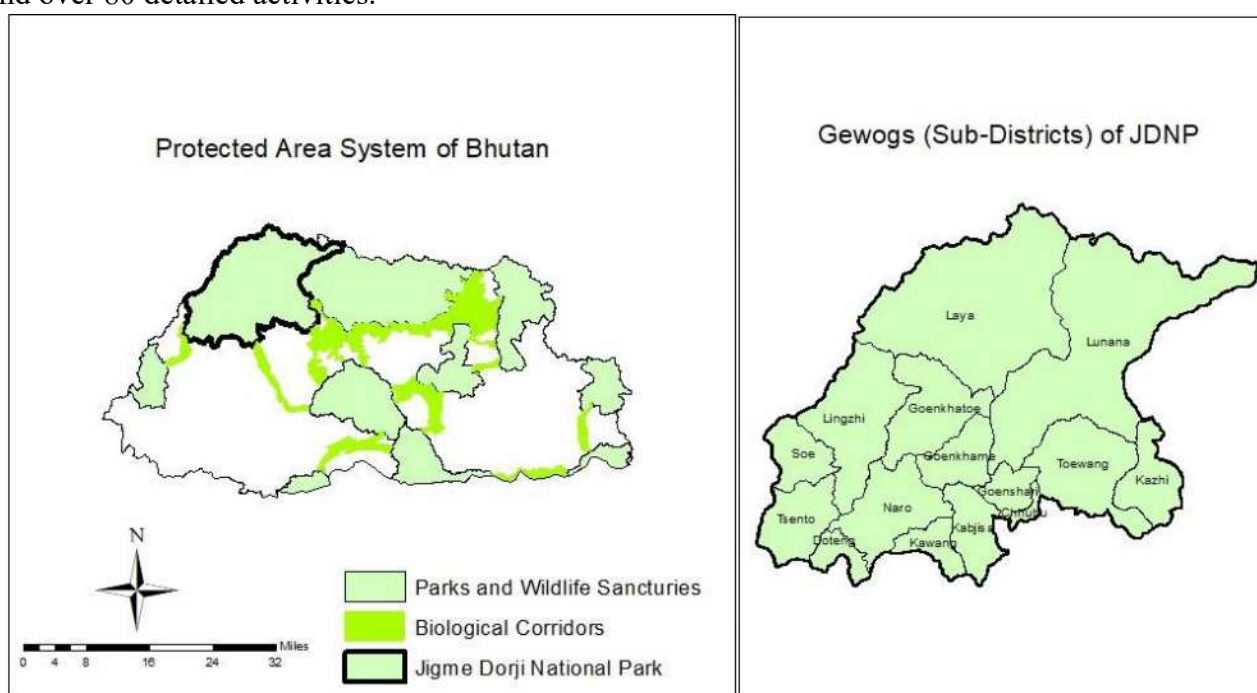 nd over 80 detailed activities.
Protected Area System of Bhutan
N
Miles
0 4 8 16 24 32
Parks and Wildlife Sancturies
Biological Corridors
Jigme Dorji National Park
Gewogs (Sub-Districts) of JDNP
Laya
Lunana
Lingzhi
Goenkhatoe
Soe
Goenkhama
Toewang
Kazhi
Goenshari
Chhubu
Tsento
Naro
Kabjisa
Doteng
Kawang